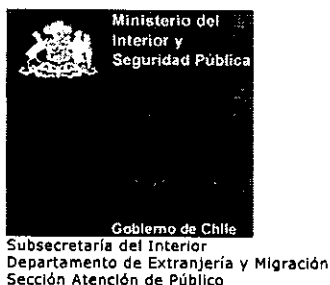 Ministerio del
Interior y
Seguridad Pública
Gobierno de Chile
Subsecretaría del Interior
Departamento de Extranjería y Migración
Sección Atención de Público